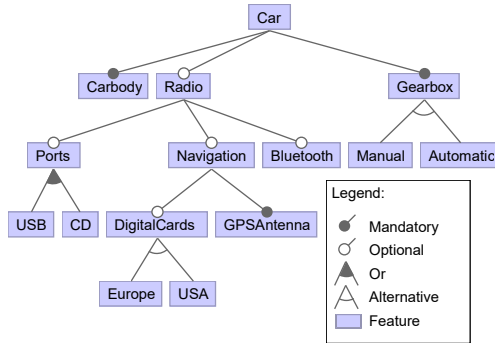 Car
Carbody Radio Gearbox
Ports Navigation Bluetooth Manual Automatic
Legend:
USB CD DigitalCards GPSAntenna Mandatory
Optional
Or
Europe USA Alternative
Feature